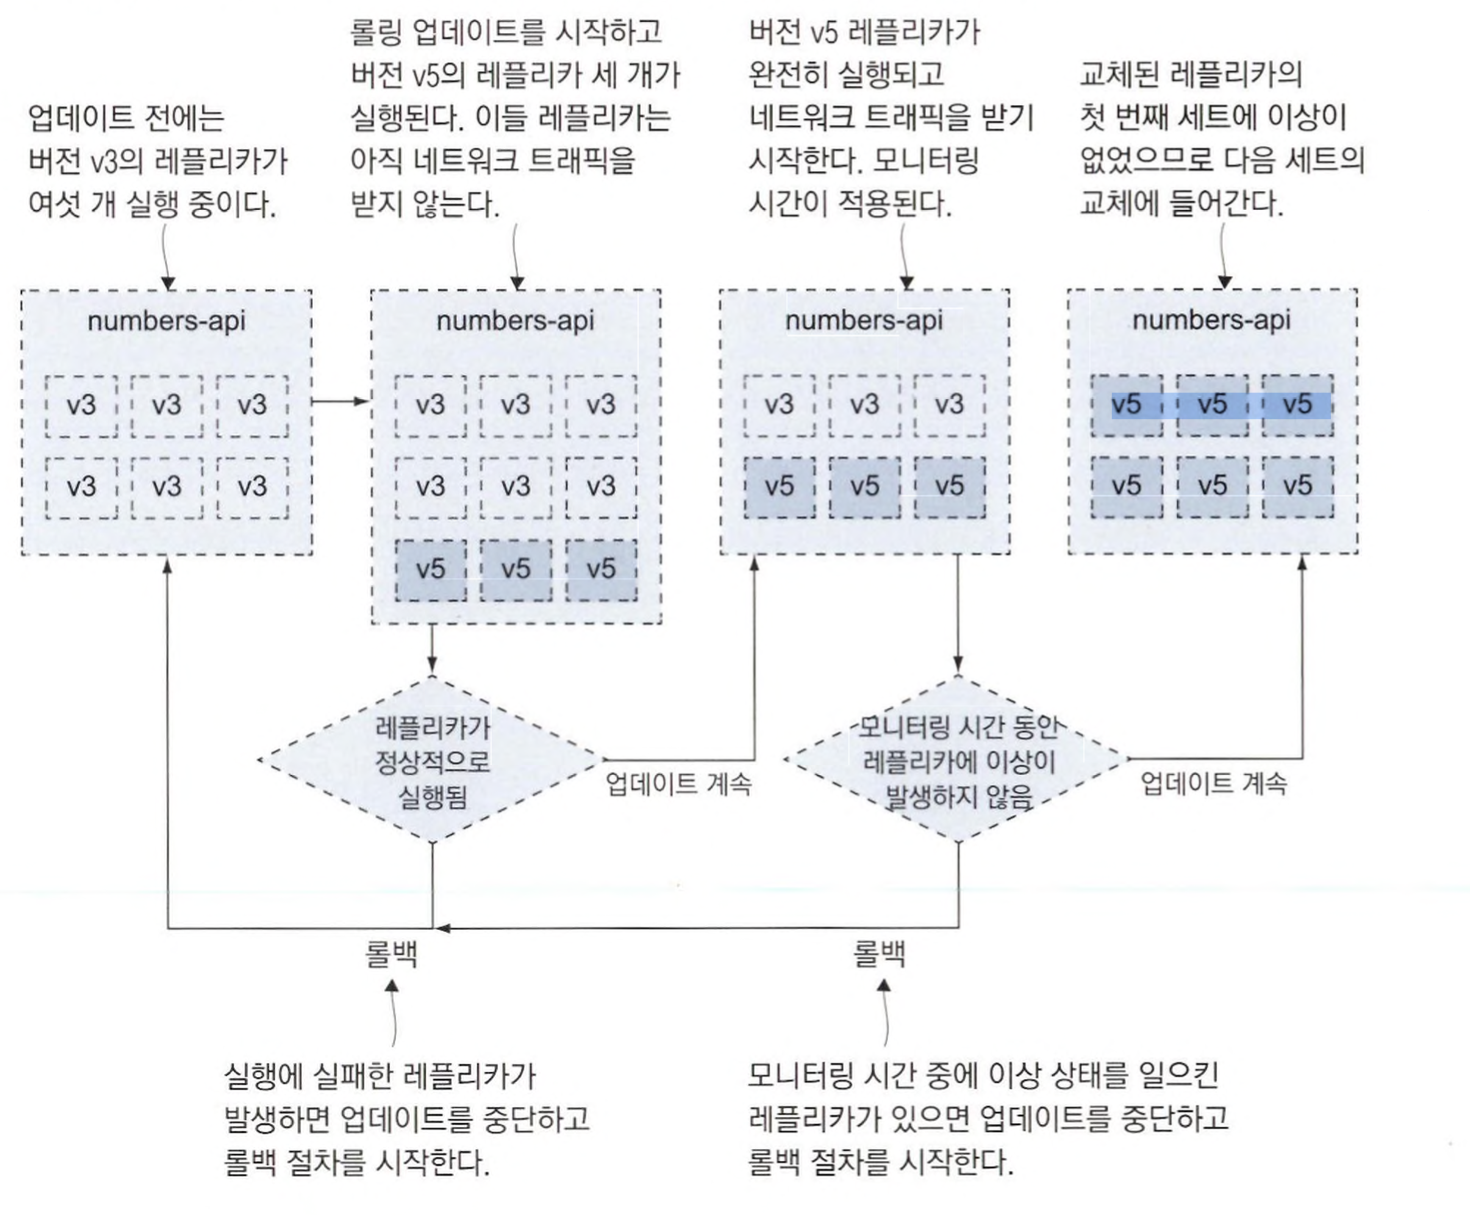 업데이트 전에는
버전 v3의 레플리카가
여섯 개 실행 중이다.
롤링 업데이트를 시작하고
버전 v5의 레플리카 세 개가
실행된다. 이들 레플리카는
아직 네트워크 트래픽을
받지 않는다.
버전 v5 레플리카가
완전히 실행되고
네트워크 트래픽을 받기
시작한다. 모니터링
시간이 적용된다.
교체된 레플리카의
첫 번째 세트에 이상이
없었으므로 다음 세트의
교체에 들어간다.
numbers-api
v3 v3 v3
v3 v3 v3
numbers-api
v3 v3 v3
v3 v3 v3
v5 v5 v5
numbers-api
v3 v3 v3
v5 v5 v5
numbers-api
v5 v5 v5
v5 v5 v5
레플리카가
정상적으로
실행됨
업데이트 계속
모니터링 시간 동안
레플리카에 이상이
발생하지 않음
업데이트 계속
롤백
롤백
실행에 실패한 레플리카가
발생하면 업데이트를 중단하고
롤백 절차를 시작한다.
모니터링 시간 중에 이상 상태를 일으킨
레플리카가 있으면 업데이트를 중단하고
롤백 절차를 시작한다.